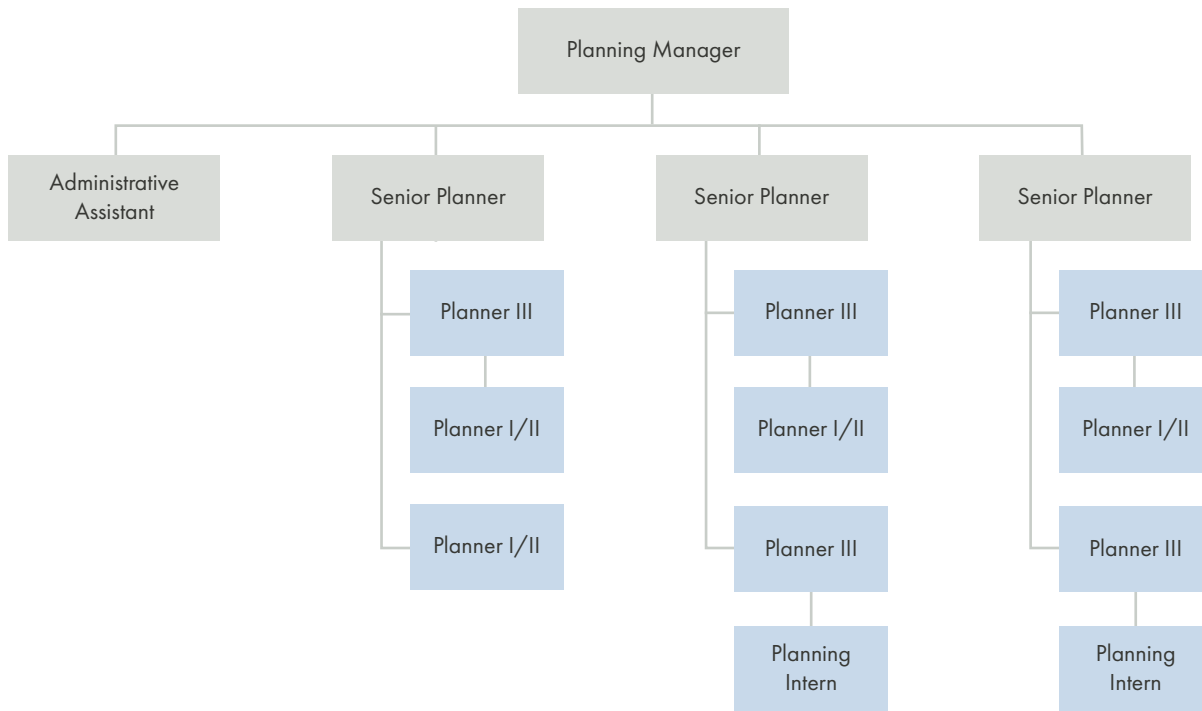 Planning Manager
Administrative
Assistant
Senior Planner
Senior Planner
Senior Planner
Planner III
Planner III
Planner III
Planner I/II
Planner I/II
Planner I/II
Planner I/II
Planner III
Planner III
Planning
Intern
Planning
Intern